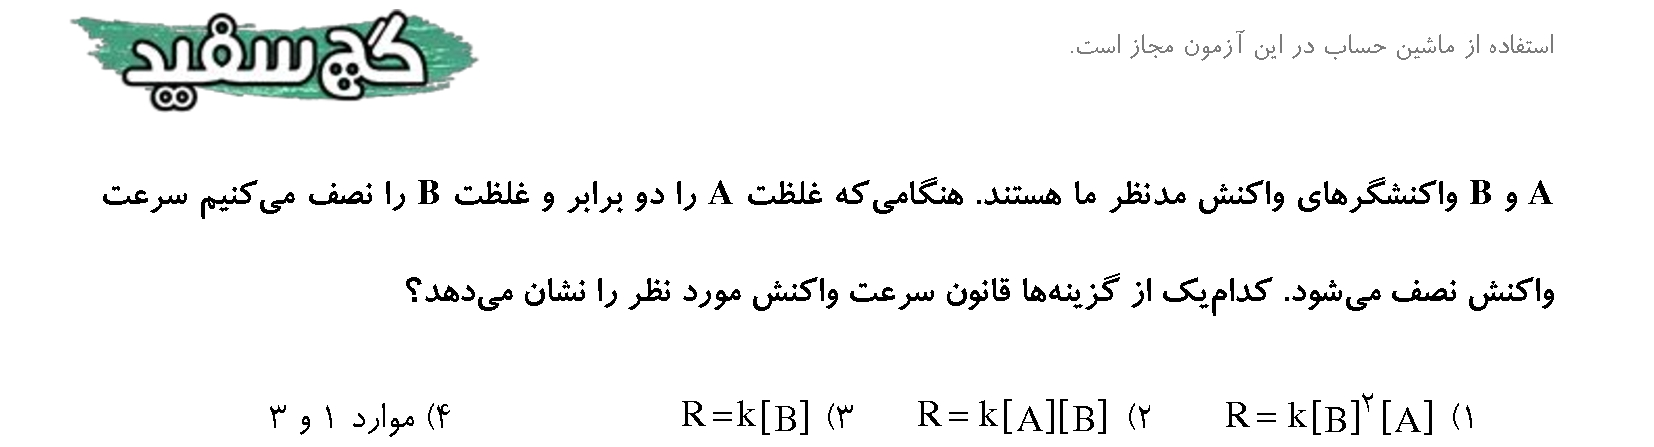 گچ سفید
استفاده از ماشین حساب در این آزمون مجاز است.
A و B واکنشگرهای واکنش مدنظر ما هستند. هنگامی‌که غلظت A را دو برابر و غلظت B را نصف می‌کنیم سرعت
واکنش نصف می‌شود. کدام‌یک از گزینه‌ها قانون سرعت واکنش مورد نظر را نشان می‌دهد؟
۱) R = k[B]^۲[A] ۲) R = k[A][B] ۳) R = k[B] ۴) موارد ۱ و ۳